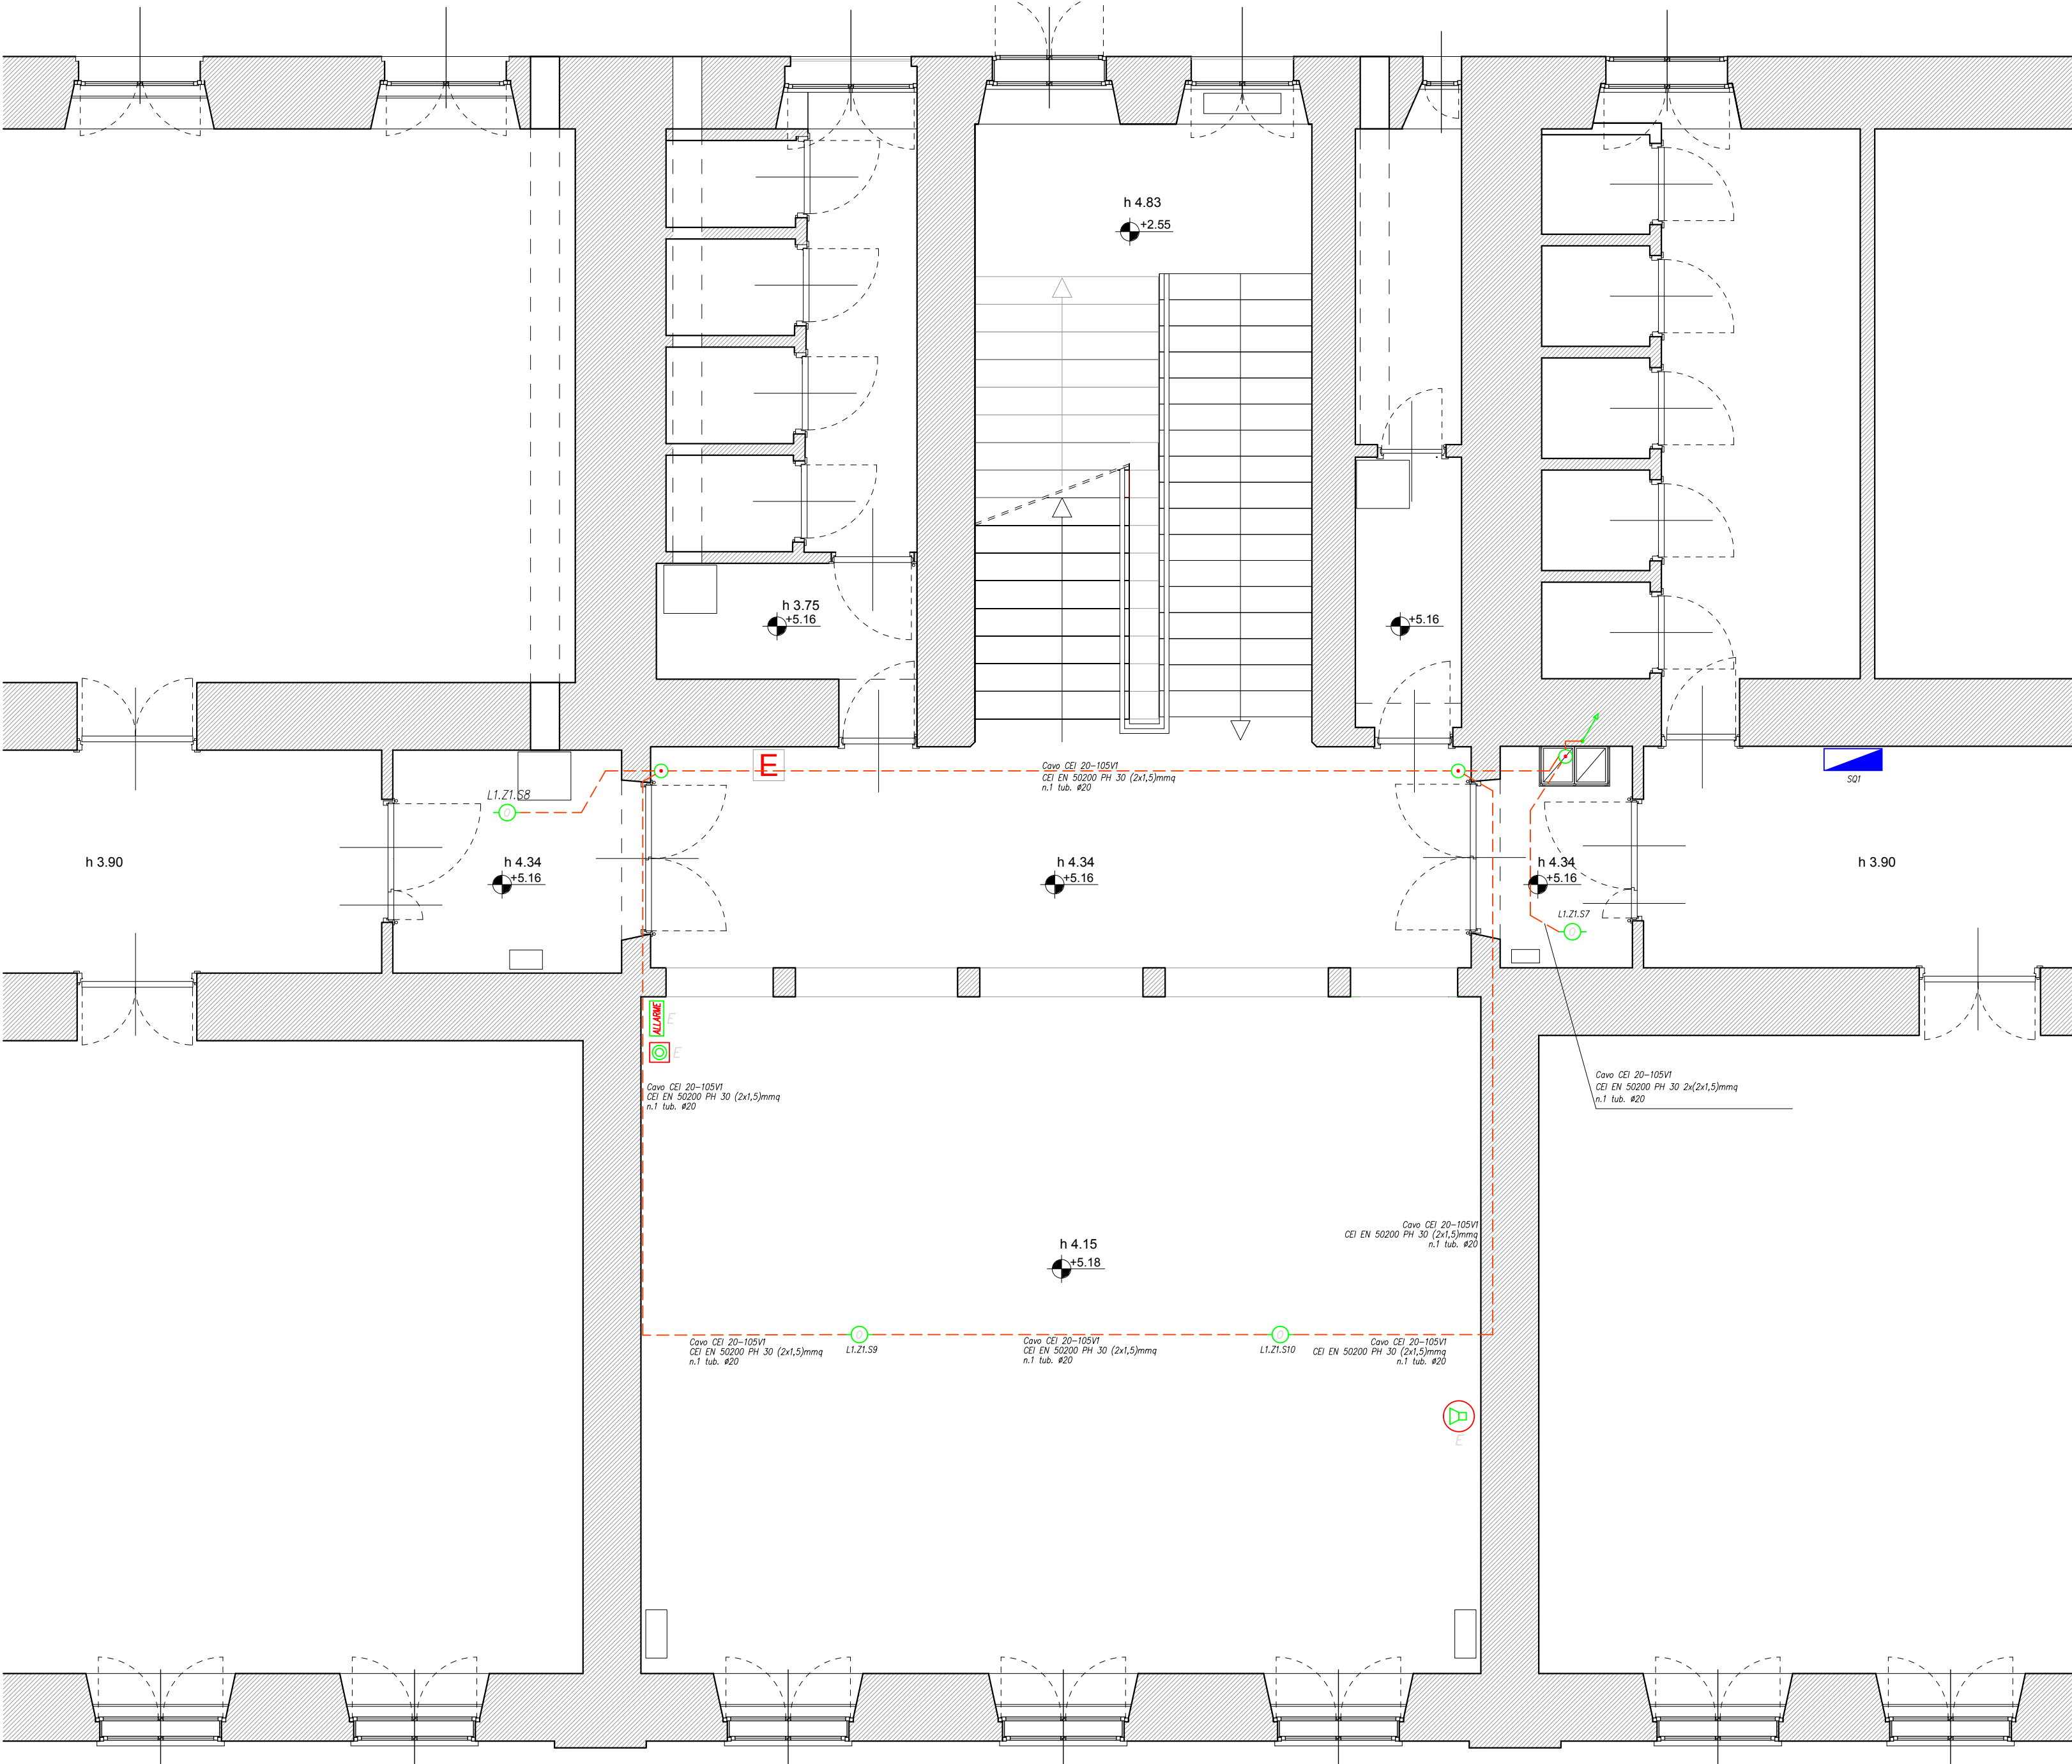 h 4.83
+2.55
h 3.75
+5.16
+5.16
E
Cavo CEI 20-105V1
CEI EN 50200 PH 30 (2x1,5)mmq
n.1 tub. ø20
SQ1
L1.Z1.S8
0
h 3.90
h 4.34
+5.16
h 4.34
+5.16
h 4.34
+5.16
h 3.90
L1.Z1.S7
0
ALLARME
E
E
Cavo CEI 20-105V1
CEI EN 50200 PH 30 (2x1,5)mmq
n.1 tub. ø20
Cavo CEI 20-105V1
CEI EN 50200 PH 30 2x(2x1,5)mmq
n.1 tub. ø20
Cavo CEI 20-105V1
CEI EN 50200 PH 30 (2x1,5)mmq
n.1 tub. ø20
h 4.15
+5.18
0
0
L1.Z1.S9
L1.Z1.S10
Cavo CEI 20-105V1
CEI EN 50200 PH 30 (2x1,5)mmq
n.1 tub. ø20
Cavo CEI 20-105V1
CEI EN 50200 PH 30 (2x1,5)mmq
n.1 tub. ø20
Cavo CEI 20-105V1
CEI EN 50200 PH 30 (2x1,5)mmq
n.1 tub. ø20
E